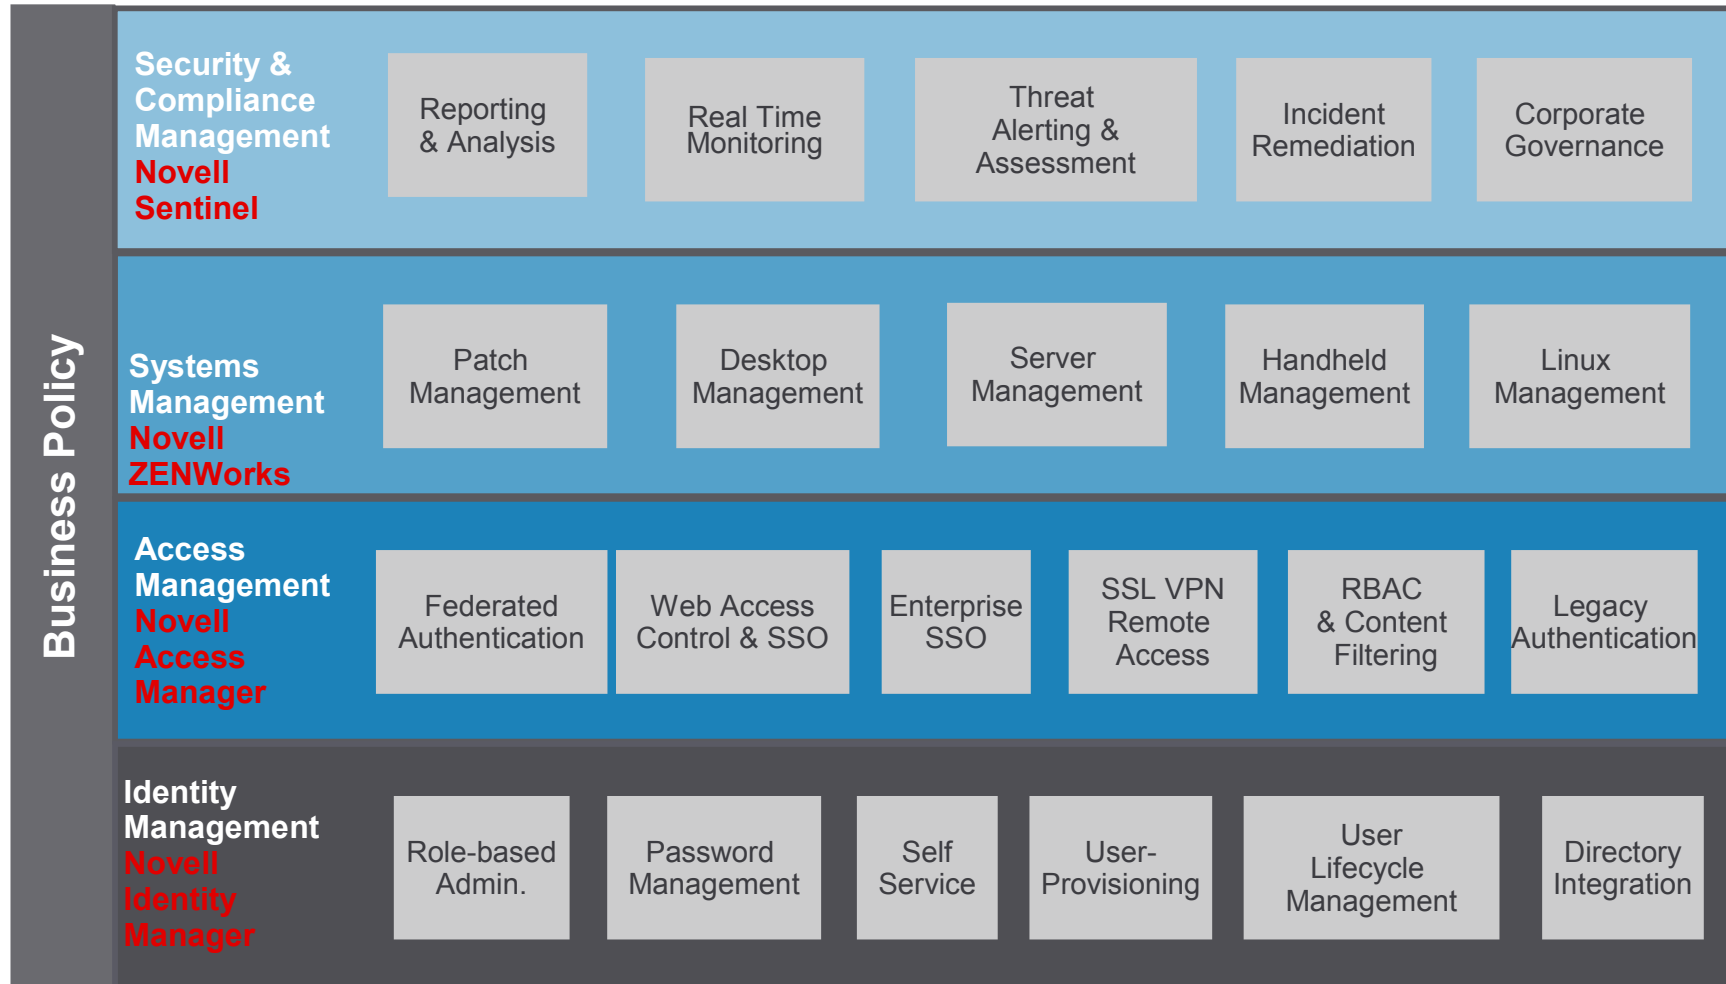 Business Policy
Security &
Compliance
Management
Novell
Sentinel
Reporting
& Analysis
Real Time
Monitoring
Threat
Alerting &
Assessment
Incident
Remediation
Corporate
Governance
Systems
Management
Novell
ZENWorks
Patch
Management
Desktop
Management
Server
Management
Handheld
Management
Linux
Management
Access
Management
Novell
Access
Manager
Federated
Authentication
Web Access
Control & SSO
Enterprise
SSO
SSL VPN
Remote
Access
RBAC
& Content
Filtering
Legacy
Authentication
Identity
Management
Novell
Identity
Manager
Role-based
Admin.
Password
Management
Self
Service
User-
Provisioning
User
Lifecycle
Management
Directory
Integration